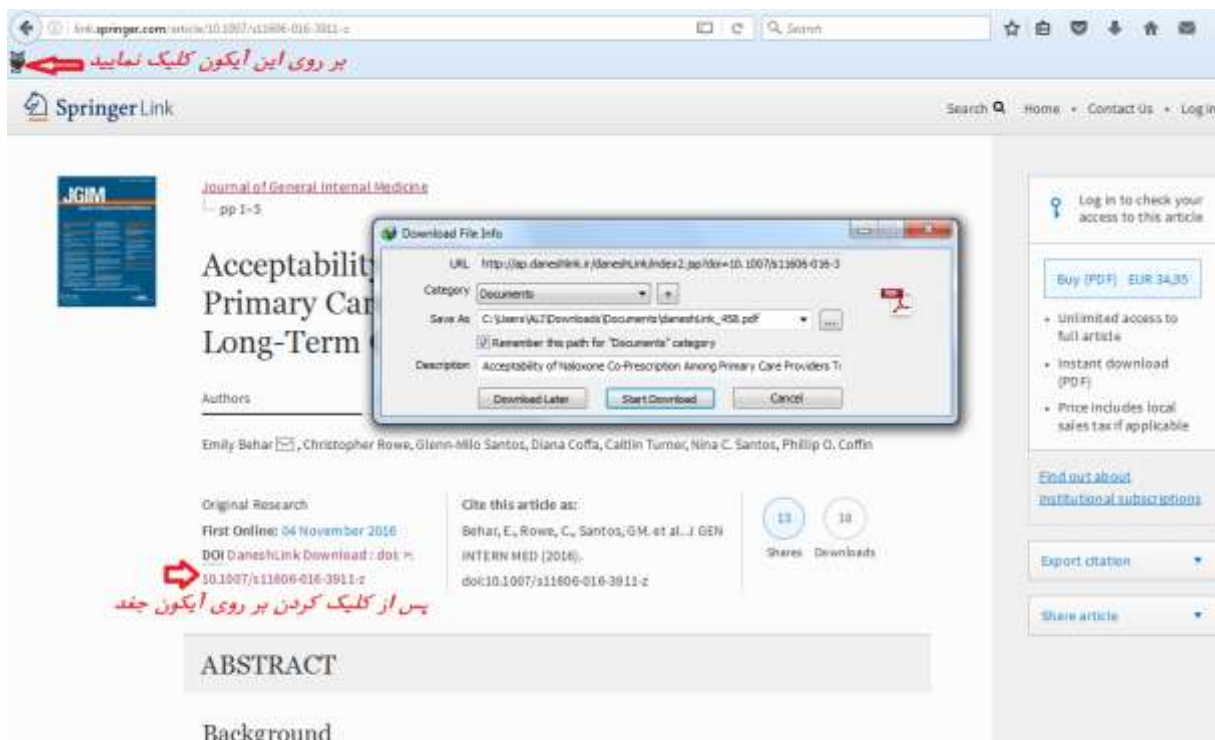 link.springer.com/article/10.1007/s11606-016-3911-z
Search
بر روی این آیکون کلیک نمایید
Springer Link
Search Home • Contact Us • Log in
JGIM
Journal of General Internal Medicine
pp 1–5
Log in to check your
access to this article
Download File Info
URL http://ap.daneshlink.ir/daneshLink/index2.jsp?doi=10.1007/s11606-016-3
Category Documents +
Save As C:\Users\ALI\Downloads\Documents\daneshLink_458.pdf ...
Remember this path for "Documents" category
Description Acceptability of Naloxone Co-Prescription Among Primary Care Providers Tr
Download Later Start Download Cancel
PDF
Acceptability
Primary Car
Long-Term
Buy (PDF) EUR 34,95
• Unlimited access to
full article
• Instant download
(PDF)
• Price includes local
sales tax if applicable
Authors
Emily Behar , Christopher Rowe, Glenn-Milo Santos, Diana Coffa, Caitlin Turner, Nina C. Santos, Phillip O. Coffin
Find out about
institutional subscriptions
Original Research
First Online: 04 November 2016
DOI DaneshLink Download : doi:
10.1007/s11606-016-3911-z
Cite this article as:
Behar, E., Rowe, C., Santos, GM. et al. J GEN
INTERN MED (2016).
doi:10.1007/s11606-016-3911-z
13
Shares
18
Downloads
Export citation
پس از کلیک کردن بر روی آیکون جغد
Share article
ABSTRACT
Background